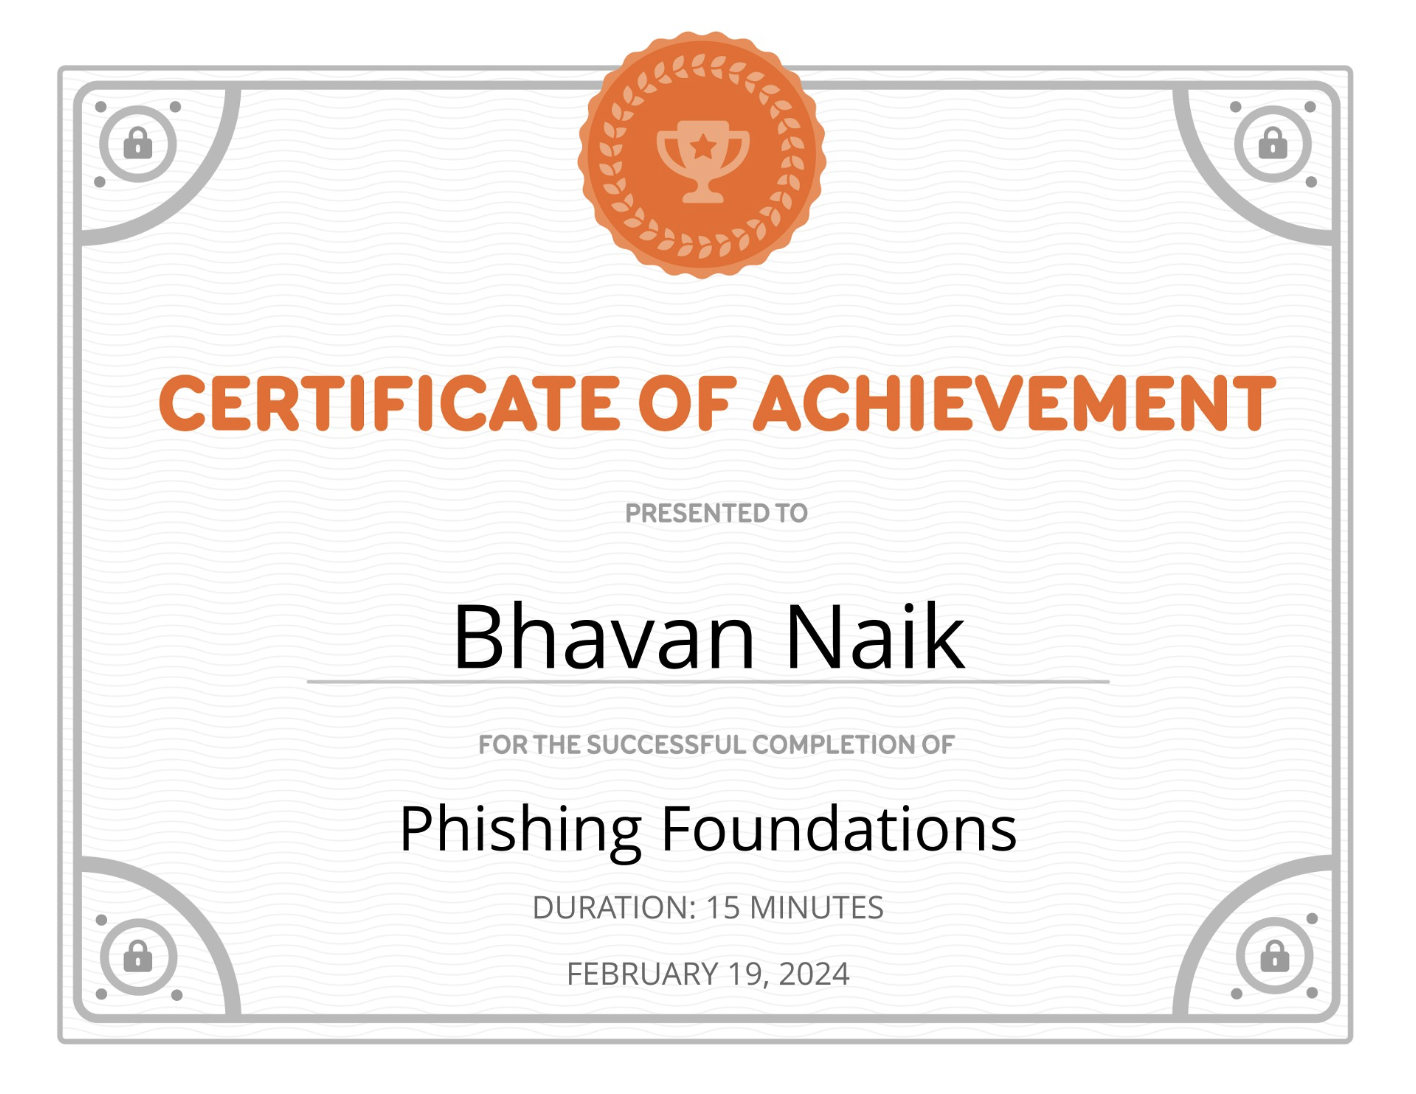 CERTIFICATE OF ACHIEVEMENT
PRESENTED TO
Bhavan Naik
FOR THE SUCCESSFUL COMPLETION OF
Phishing Foundations
DURATION: 15 MINUTES
FEBRUARY 19, 2024